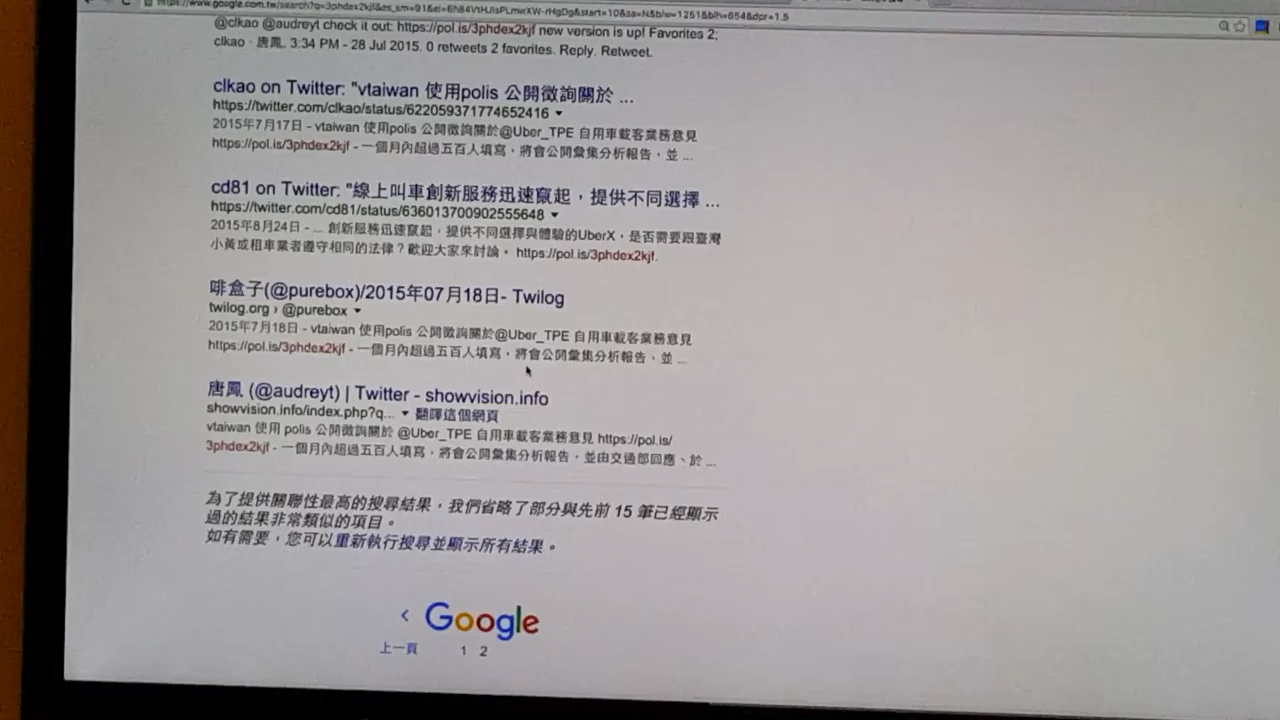 @clkao @audreyt check it out: https://pol.is/3phdex2kjf new version is up! Favorites 2;
clkao · 唐鳳. 3:34 PM - 28 Jul 2015. 0 retweets 2 favorites. Reply. Retweet.
clkao on Twitter: "vtaiwan 使用polis 公開徵詢關於 ...
https://twitter.com/clkao/status/622059371774652416
2015年7月17日 - vtaiwan 使用polis 公開徵詢關於@Uber_TPE 自用車載客業務意見
https://pol.is/3phdex2kjf - 一個月內超過五百人填寫，將會公開彙集分析報告，並 ...
cd81 on Twitter: "線上叫車創新服務迅速竄起，提供不同選擇 ...
https://twitter.com/cd81/status/636013700902555648
2015年8月24日 - ... 創新服務迅速竄起，提供不同選擇與體驗的UberX，是否需要跟臺灣
小黃或租車業者遵守相同的法律？歡迎大家來討論。 https://pol.is/3phdex2kjf.
啡盒子(@purebox)/2015年07月18日- Twilog
twilog.org › @purebox
2015年7月18日 - vtaiwan 使用polis 公開徵詢關於@Uber_TPE 自用車載客業務意見
https://pol.is/3phdex2kjf - 一個月內超過五百人填寫，將會公開彙集分析報告，並 ...
唐鳳 (@audreyt) | Twitter - showvision.info
showvision.info/index.php?q... 翻譯這個網頁
vtaiwan 使用 polis 公開徵詢關於 @Uber_TPE 自用車載客業務意見 https://pol.is/
3phdex2kjf - 一個月內超過五百人填寫，將會公開彙集分析報告，並由交通部回應、於 ...
為了提供關聯性最高的搜尋結果，我們省略了部分與先前 15 筆已經顯示
過的結果非常類似的項目。
如有需要，您可以重新執行搜尋並顯示所有結果。
‹ Google
上一頁 1 2